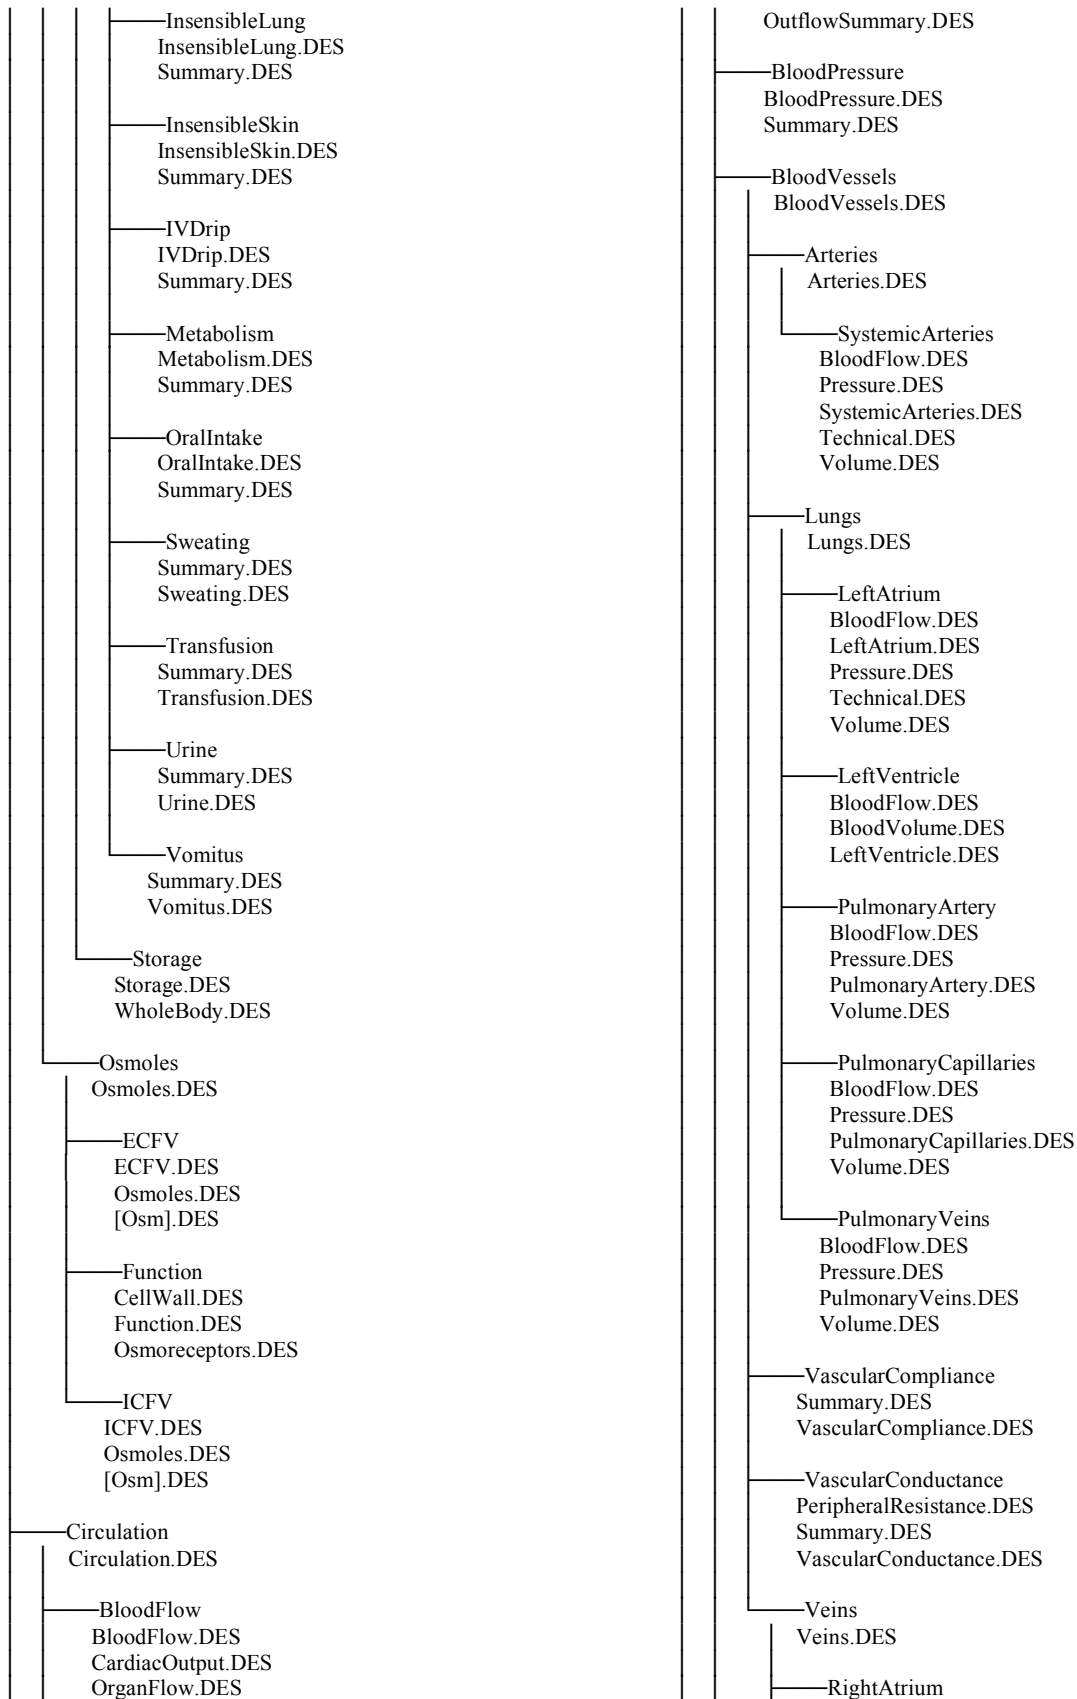 InsensibleLung
InsensibleLung.DES
Summary.DES
InsensibleSkin
InsensibleSkin.DES
Summary.DES
IVDrip
IVDrip.DES
Summary.DES
Metabolism
Metabolism.DES
Summary.DES
OralIntake
OralIntake.DES
Summary.DES
Sweating
Summary.DES
Sweating.DES
Transfusion
Summary.DES
Transfusion.DES
Urine
Summary.DES
Urine.DES
Vomitus
Summary.DES
Vomitus.DES
Storage
Storage.DES
WholeBody.DES
Osmoles
Osmoles.DES
ECFV
ECFV.DES
Osmoles.DES
[Osm].DES
Function
CellWall.DES
Function.DES
Osmoreceptors.DES
ICFV
ICFV.DES
Osmoles.DES
[Osm].DES
Circulation
Circulation.DES
BloodFlow
BloodFlow.DES
CardiacOutput.DES
OrganFlow.DES
OutflowSummary.DES
BloodPressure
BloodPressure.DES
Summary.DES
BloodVessels
BloodVessels.DES
Arteries
Arteries.DES
SystemicArteries
BloodFlow.DES
Pressure.DES
SystemicArteries.DES
Technical.DES
Volume.DES
Lungs
Lungs.DES
LeftAtrium
BloodFlow.DES
LeftAtrium.DES
Pressure.DES
Technical.DES
Volume.DES
LeftVentricle
BloodFlow.DES
BloodVolume.DES
LeftVentricle.DES
PulmonaryArtery
BloodFlow.DES
Pressure.DES
PulmonaryArtery.DES
Volume.DES
PulmonaryCapillaries
BloodFlow.DES
Pressure.DES
PulmonaryCapillaries.DES
Volume.DES
PulmonaryVeins
BloodFlow.DES
Pressure.DES
PulmonaryVeins.DES
Volume.DES
VascularCompliance
Summary.DES
VascularCompliance.DES
VascularConductance
PeripheralResistance.DES
Summary.DES
VascularConductance.DES
Veins
Veins.DES
RightAtrium